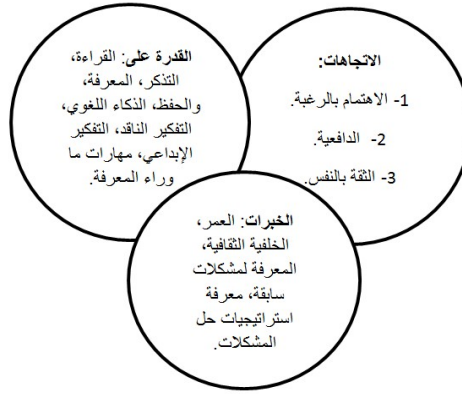 الاتجاهات:
1- الاهتمام بالرغبة.
2- الدافعية.
3- الثقة بالنفس.
القدرة على: القراءة،
التذكر، المعرفة،
والحفظ، الذكاء اللغوي،
التفكير الناقد، التفكير
الإبداعي، مهارات ما
وراء المعرفة.
الخبرات: العمر،
الخلفية الثقافية،
المعرفة لمشكلات
سابقة، معرفة
استراتيجيات حل
المشكلات.